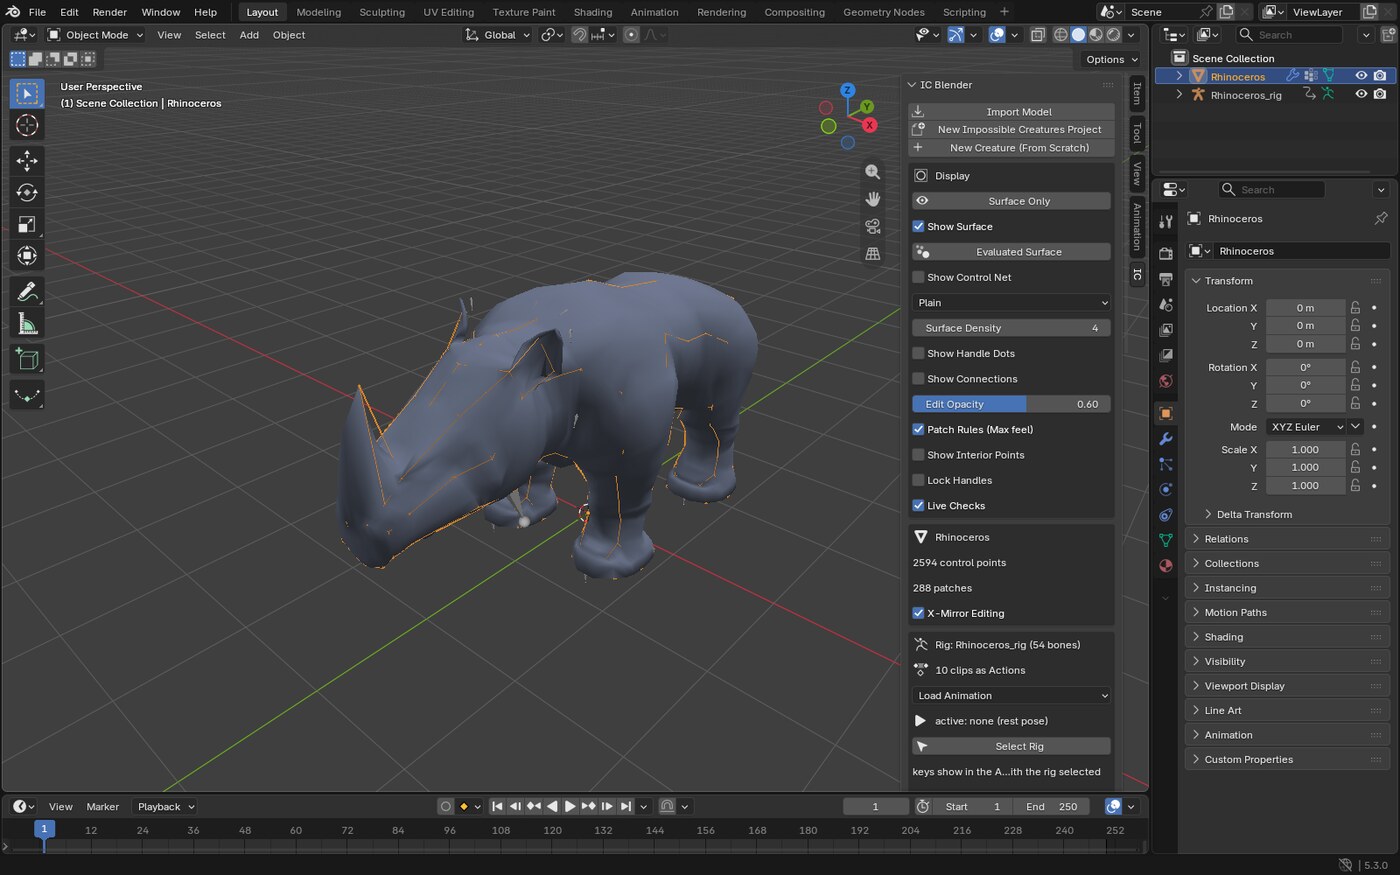 File Edit Render Window Help Layout Modeling Sculpting UV Editing Texture Paint Shading Animation Rendering Compositing Geometry Nodes Scripting + Scene ViewLayer
Object Mode View Select Add Object Global Search
Options
User Perspective
(1) Scene Collection | Rhinoceros
Z
Y
X
IC Blender
Import Model
New Impossible Creatures Project
New Creature (From Scratch)
Display
Surface Only
Show Surface
Evaluated Surface
Show Control Net
Plain
Surface Density 4
Show Handle Dots
Show Connections
Edit Opacity 0.60
Patch Rules (Max feel)
Show Interior Points
Lock Handles
Live Checks
Rhinoceros
2594 control points
288 patches
X-Mirror Editing
Rig: Rhinoceros_rig (54 bones)
10 clips as Actions
Load Animation
active: none (rest pose)
Select Rig
keys show in the A...ith the rig selected
Item
Tool
View
Animation
IC
Scene Collection
Rhinoceros
Rhinoceros_rig
Search
Rhinoceros
Rhinoceros
Transform
Location X 0 m
Y 0 m
Z 0 m
Rotation X 0°
Y 0°
Z 0°
Mode XYZ Euler
Scale X 1.000
Y 1.000
Z 1.000
Delta Transform
Relations
Collections
Instancing
Motion Paths
Shading
Visibility
Viewport Display
Line Art
Animation
Custom Properties
View Marker Playback 1 Start 1 End 250
1 12 24 36 48 60 72 84 96 108 120 132 144 156 168 180 192 204 216 228 240 252
5.3.0